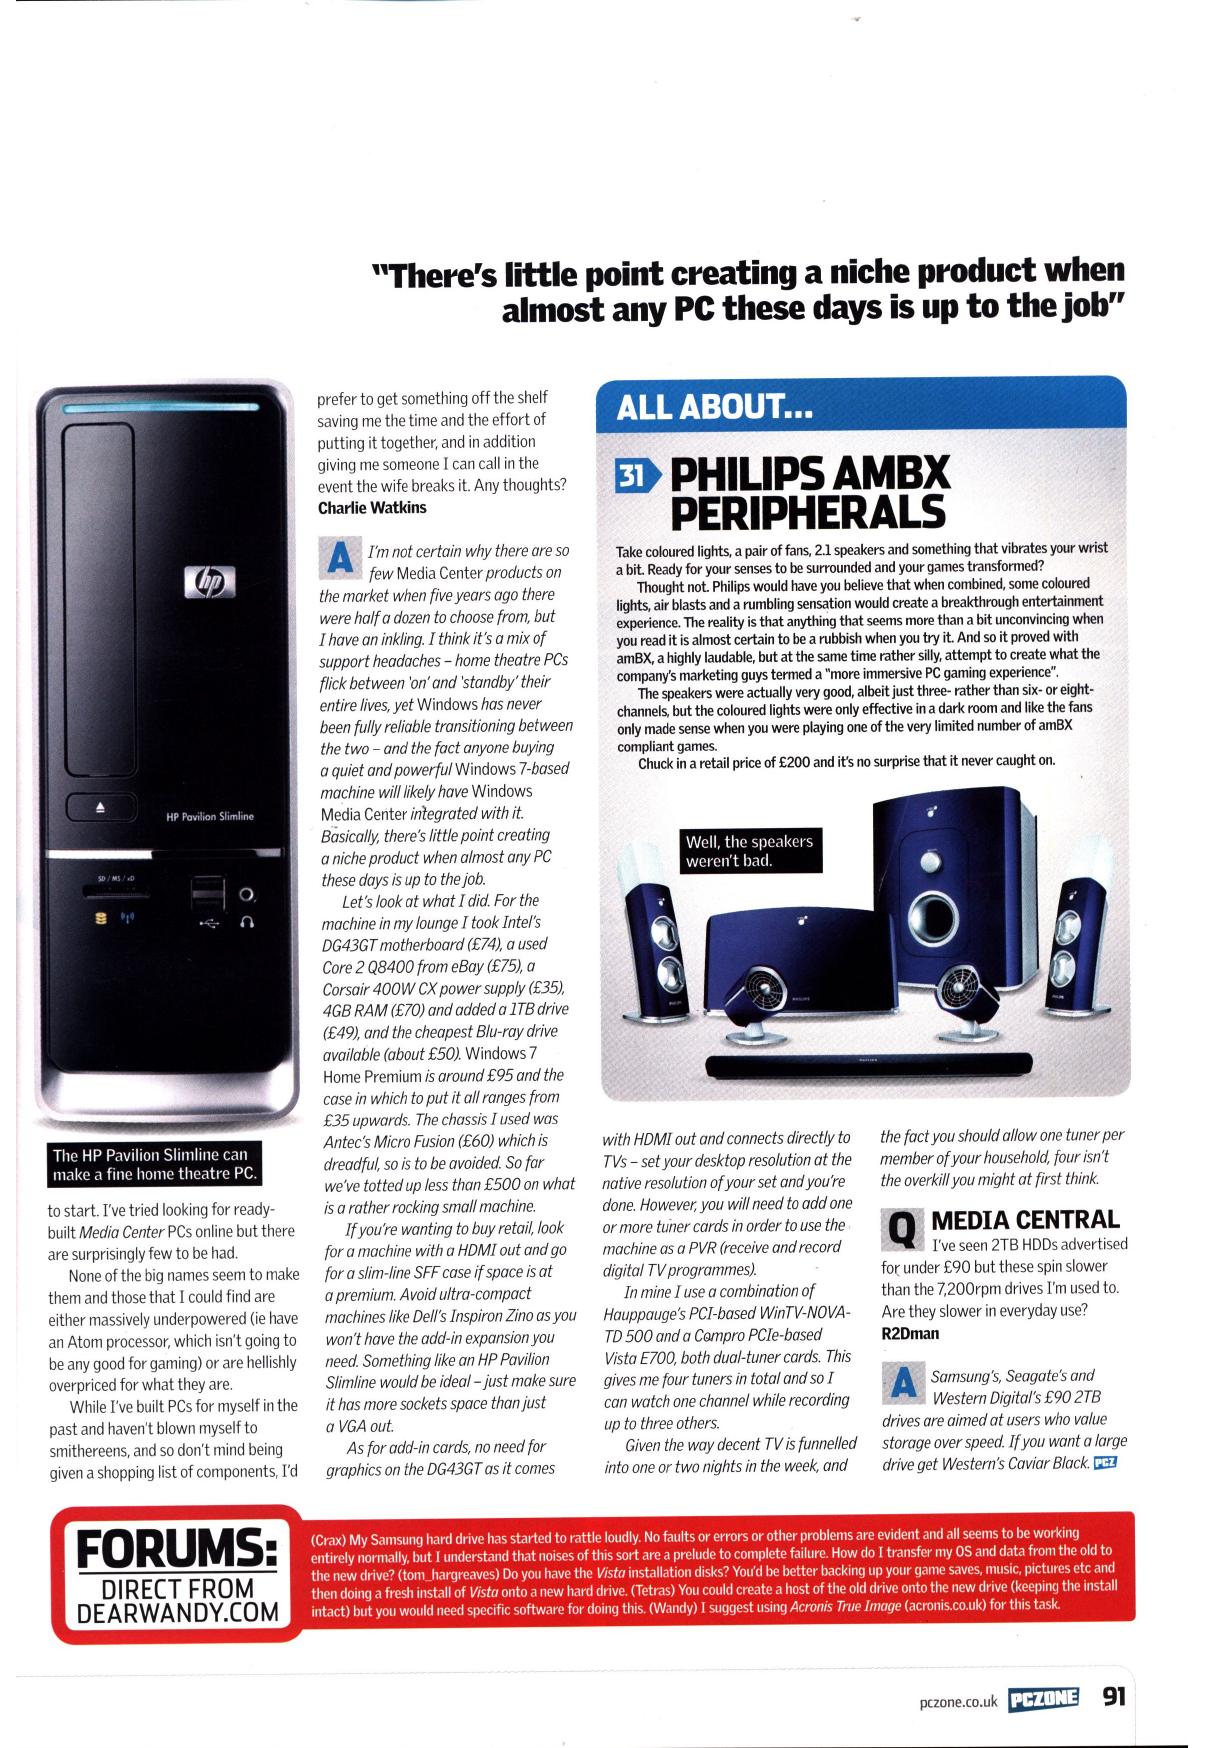 "There's little point creating a niche product when
almost any PC these days is up to the job"
hp
HP Pavilion Slimline
SD / MS / xD
The HP Pavilion Slimline can
make a fine home theatre PC.
to start. I've tried looking for ready-
built Media Center PCs online but there
are surprisingly few to be had.
None of the big names seem to make
them and those that I could find are
either massively underpowered (ie have
an Atom processor, which isn't going to
be any good for gaming) or are hellishly
overpriced for what they are.
While I've built PCs for myself in the
past and haven't blown myself to
smithereens, and so don't mind being
given a shopping list of components, I'd
prefer to get something off the shelf
saving me the time and the effort of
putting it together, and in addition
giving me someone I can call in the
event the wife breaks it. Any thoughts?
Charlie Watkins
A I'm not certain why there are so
few Media Center products on
the market when five years ago there
were half a dozen to choose from, but
I have an inkling. I think it's a mix of
support headaches – home theatre PCs
flick between 'on' and 'standby' their
entire lives, yet Windows has never
been fully reliable transitioning between
the two – and the fact anyone buying
a quiet and powerful Windows 7-based
machine will likely have Windows
Media Center integrated with it.
Basically, there's little point creating
a niche product when almost any PC
these days is up to the job.
Let's look at what I did. For the
machine in my lounge I took Intel's
DG43GT motherboard (£74), a used
Core 2 Q8400 from eBay (£75), a
Corsair 400W CX power supply (£35),
4GB RAM (£70) and added a 1TB drive
(£49), and the cheapest Blu-ray drive
available (about £50). Windows 7
Home Premium is around £95 and the
case in which to put it all ranges from
£35 upwards. The chassis I used was
Antec's Micro Fusion (£60) which is
dreadful, so is to be avoided. So far
we've totted up less than £500 on what
is a rather rocking small machine.
If you're wanting to buy retail, look
for a machine with a HDMI out and go
for a slim-line SFF case if space is at
a premium. Avoid ultra-compact
machines like Dell's Inspiron Zino as you
won't have the add-in expansion you
need. Something like an HP Pavilion
Slimline would be ideal – just make sure
it has more sockets space than just
a VGA out.
As for add-in cards, no need for
graphics on the DG43GT as it comes
ALL ABOUT...
31 PHILIPS AMBX
PERIPHERALS
Take coloured lights, a pair of fans, 2.1 speakers and something that vibrates your wrist
a bit. Ready for your senses to be surrounded and your games transformed?
Thought not. Philips would have you believe that when combined, some coloured
lights, air blasts and a rumbling sensation would create a breakthrough entertainment
experience. The reality is that anything that seems more than a bit unconvincing when
you read it is almost certain to be a rubbish when you try it. And so it proved with
amBX, a highly laudable, but at the same time rather silly, attempt to create what the
company's marketing guys termed a "more immersive PC gaming experience".
The speakers were actually very good, albeit just three- rather than six- or eight-
channels, but the coloured lights were only effective in a dark room and like the fans
only made sense when you were playing one of the very limited number of amBX
compliant games.
Chuck in a retail price of £200 and it's no surprise that it never caught on.
Well, the speakers
weren't bad.
PHILIPS
PHILIPS
PHILIPS
PHILIPS
with HDMI out and connects directly to
TVs – set your desktop resolution at the
native resolution of your set and you're
done. However, you will need to add one
or more tuner cards in order to use the
machine as a PVR (receive and record
digital TV programmes).
In mine I use a combination of
Hauppauge's PCI-based WinTV-NOVA-
TD 500 and a Compro PCIe-based
Vista E700, both dual-tuner cards. This
gives me four tuners in total and so I
can watch one channel while recording
up to three others.
Given the way decent TV is funnelled
into one or two nights in the week, and
the fact you should allow one tuner per
member of your household, four isn't
the overkill you might at first think.
Q MEDIA CENTRAL
I've seen 2TB HDDs advertised
for under £90 but these spin slower
than the 7,200rpm drives I'm used to.
Are they slower in everyday use?
R2Dman
A Samsung's, Seagate's and
Western Digital's £90 2TB
drives are aimed at users who value
storage over speed. If you want a large
drive get Western's Caviar Black. PCZ
FORUMS:
DIRECT FROM
DEARWANDY.COM
(Crax) My Samsung hard drive has started to rattle loudly. No faults or errors or other problems are evident and all seems to be working
entirely normally, but I understand that noises of this sort are a prelude to complete failure. How do I transfer my OS and data from the old to
the new drive? (tom_hargreaves) Do you have the Vista installation disks? You'd be better backing up your game saves, music, pictures etc and
then doing a fresh install of Vista onto a new hard drive. (Tetras) You could create a host of the old drive onto the new drive (keeping the install
intact) but you would need specific software for doing this. (Wandy) I suggest using Acronis True Image (acronis.co.uk) for this task.
pczone.co.uk PCZONE 91